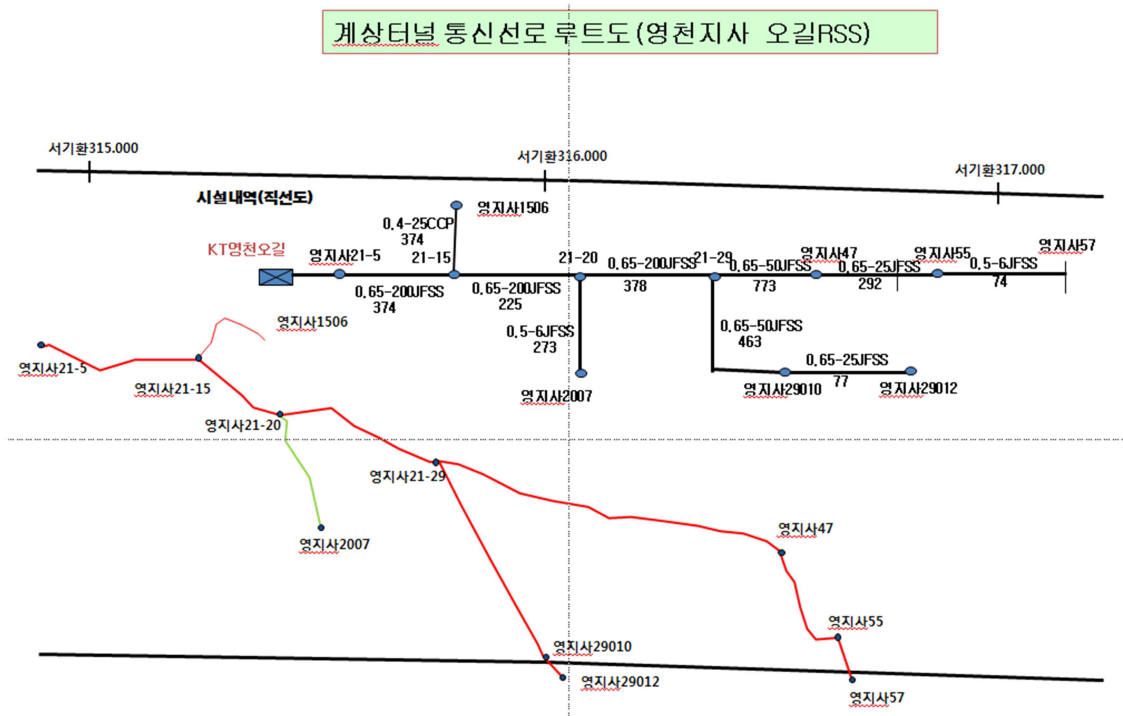 계상터널 통신선로 루트도(영천지사 오길RSS)
서기환315.000
서기환316.000
서기환317.000
시설내역(직선도)
KT영천오길
영지사21-5
0.4-25CCP
374
영지사1506
21-15
0.65-200JFSS
374
0.65-200JFSS
225
21-20
0.65-200JFSS
378
21-29
0.65-50JFSS
773
영지사47
0.65-25JFSS
292
영지사55
0.5-6JFSS
74
영지사57
0.5-6JFSS
273
영지사2007
0.65-50JFSS
463
영지사29010
0.65-25JFSS
77
영지사29012
영지사1506
영지사21-5
영지사21-15
영지사21-20
영지사21-29
영지사2007
영지사47
영지사55
영지사29010
영지사29012
영지사57